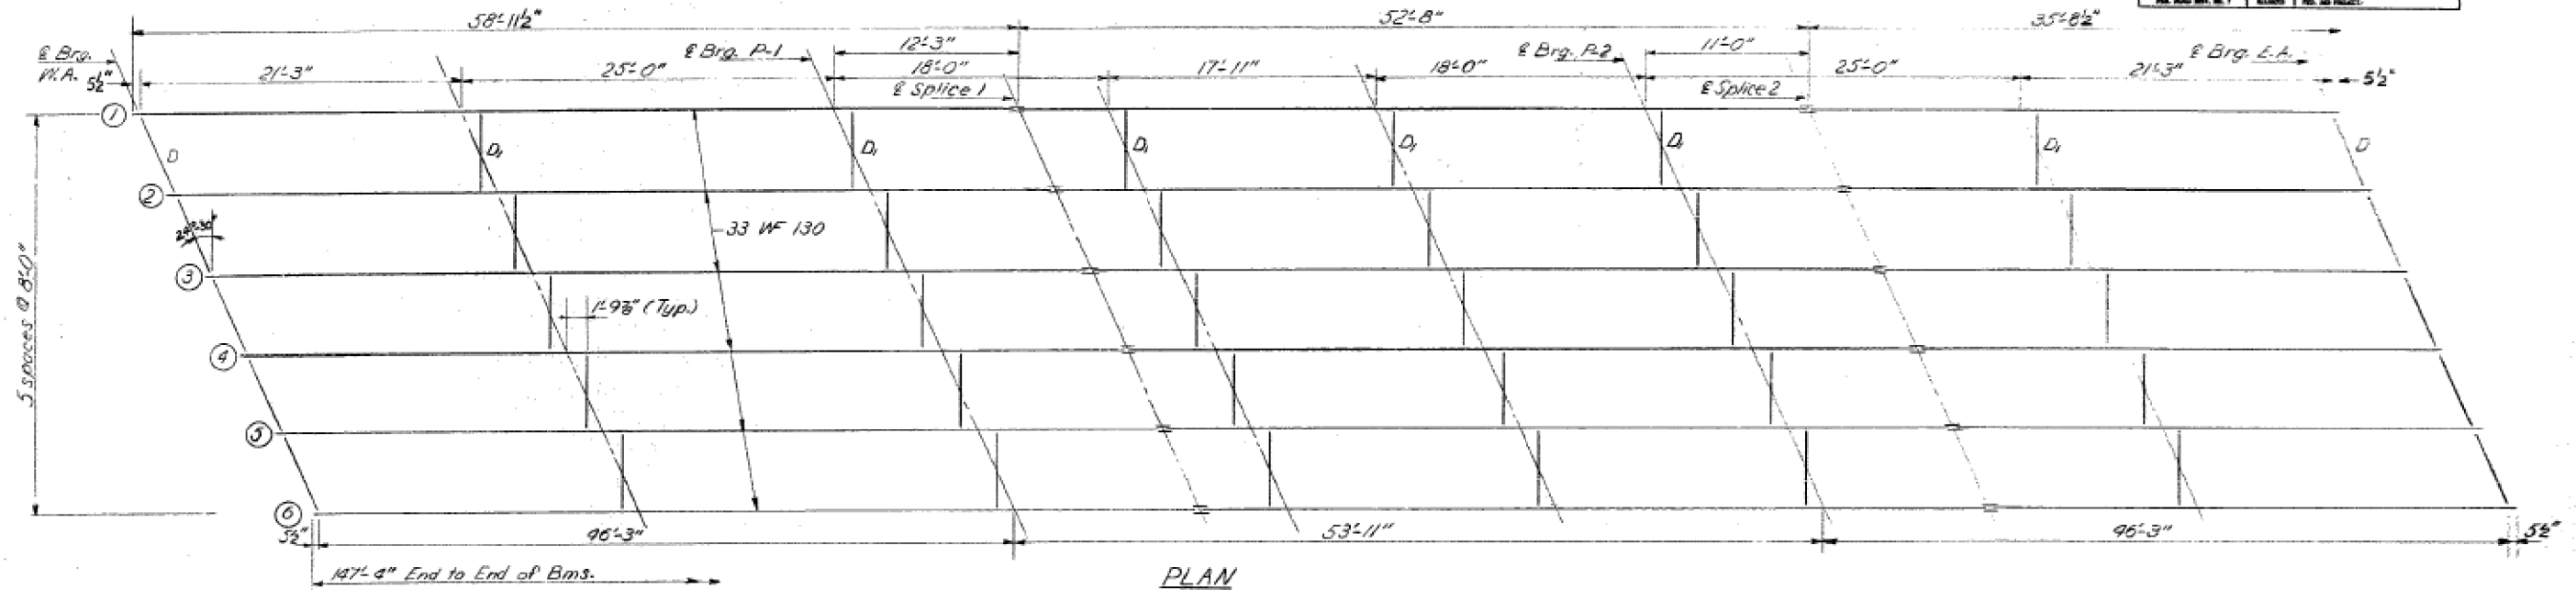 58'-11½" 52'-8" 35'-8½"
℄ Brg. W.A. 5½" 21'-3" 25'-0" ℄ Brg. P-1 12'-3" 18'-0" ℄ Splice 1 17'-11" 18'-0" ℄ Brg. P-2 11'-0" ℄ Splice 2 25'-0" 21'-3" ℄ Brg. E.A. 5½"
1
D D₁ D₁ D₁ D₁ D₁ D₁ D
2
24°-30'
33 WF 130
3
5 spaces @ 8'-0"
1'-9⅞" (Typ.)
4
5
6
5½" 46'-3" 53'-11" 46'-3" 5½"
147'-4" End to End of Bms.
PLAN